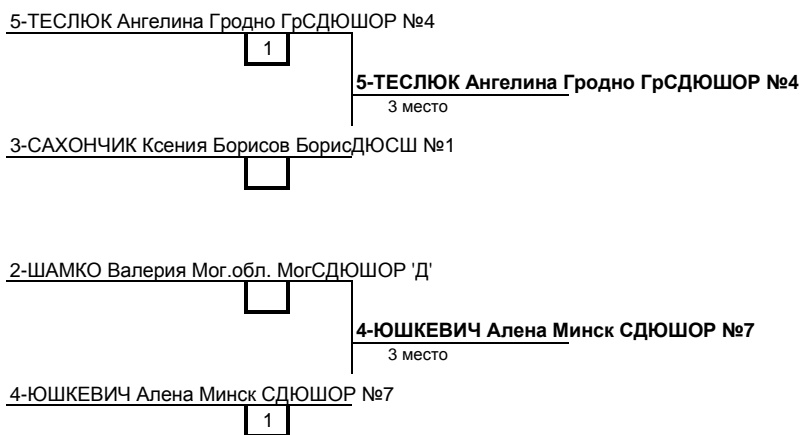 5-ТЕСЛЮК Ангелина Гродно ГрСДЮШОР №4
1
5-ТЕСЛЮК Ангелина Гродно ГрСДЮШОР №4
3 место
3-САХОНЧИК Ксения Борисов БорисДЮСШ №1
2-ШАМКО Валерия Мог.обл. МогСДЮШОР 'Д'
4-ЮШКЕВИЧ Алена Минск СДЮШОР №7
3 место
4-ЮШКЕВИЧ Алена Минск СДЮШОР №7
1